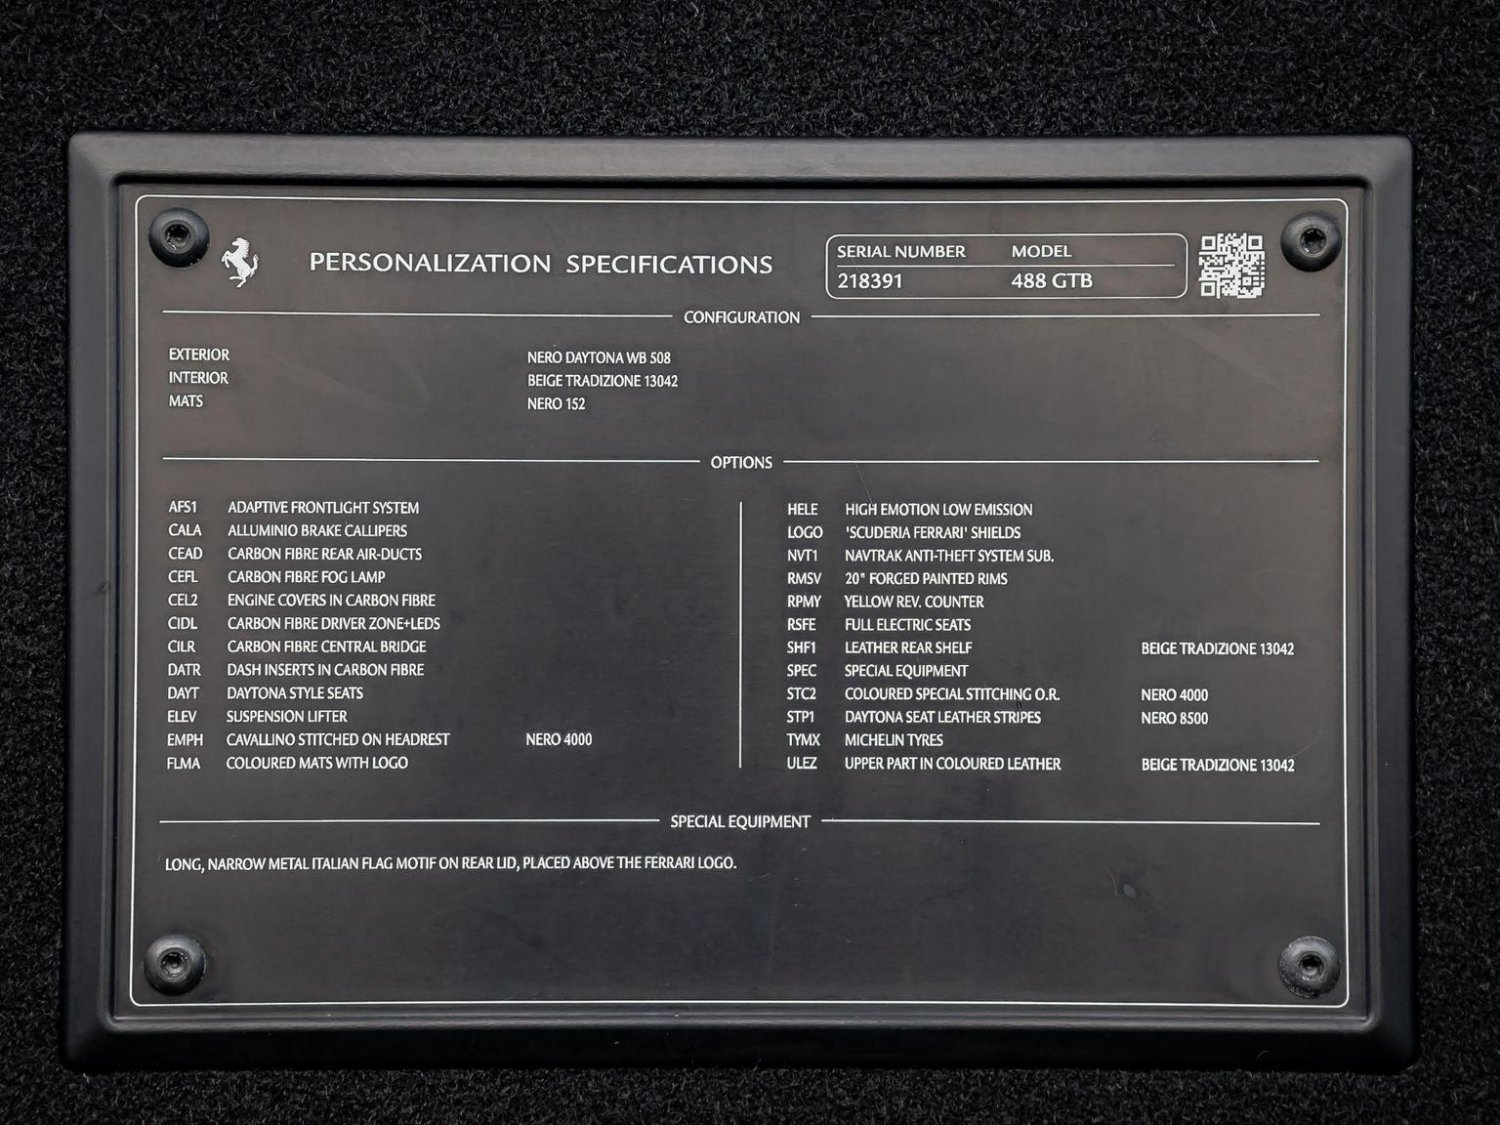 PERSONALIZATION SPECIFICATIONS
SERIAL NUMBER MODEL
218391 488 GTB
CONFIGURATION
EXTERIOR NERO DAYTONA WB 508
INTERIOR BEIGE TRADIZIONE 13042
MATS NERO 152
OPTIONS
AFS1 ADAPTIVE FRONTLIGHT SYSTEM
CALA ALLUMINIO BRAKE CALLIPERS
CEAD CARBON FIBRE REAR AIR-DUCTS
CEFL CARBON FIBRE FOG LAMP
CEL2 ENGINE COVERS IN CARBON FIBRE
CIDL CARBON FIBRE DRIVER ZONE+LEDS
CILR CARBON FIBRE CENTRAL BRIDGE
DATR DASH INSERTS IN CARBON FIBRE
DAYT DAYTONA STYLE SEATS
ELEV SUSPENSION LIFTER
EMPH CAVALLINO STITCHED ON HEADREST NERO 4000
FLMA COLOURED MATS WITH LOGO
HELE HIGH EMOTION LOW EMISSION
LOGO 'SCUDERIA FERRARI' SHIELDS
NVT1 NAVTRAK ANTI-THEFT SYSTEM SUB.
RMSV 20" FORGED PAINTED RIMS
RPMY YELLOW REV. COUNTER
RSFE FULL ELECTRIC SEATS
SHF1 LEATHER REAR SHELF BEIGE TRADIZIONE 13042
SPEC SPECIAL EQUIPMENT
STC2 COLOURED SPECIAL STITCHING O.R. NERO 4000
STP1 DAYTONA SEAT LEATHER STRIPES NERO 8500
TYMX MICHELIN TYRES
ULEZ UPPER PART IN COLOURED LEATHER BEIGE TRADIZIONE 13042
SPECIAL EQUIPMENT
LONG, NARROW METAL ITALIAN FLAG MOTIF ON REAR LID, PLACED ABOVE THE FERRARI LOGO.